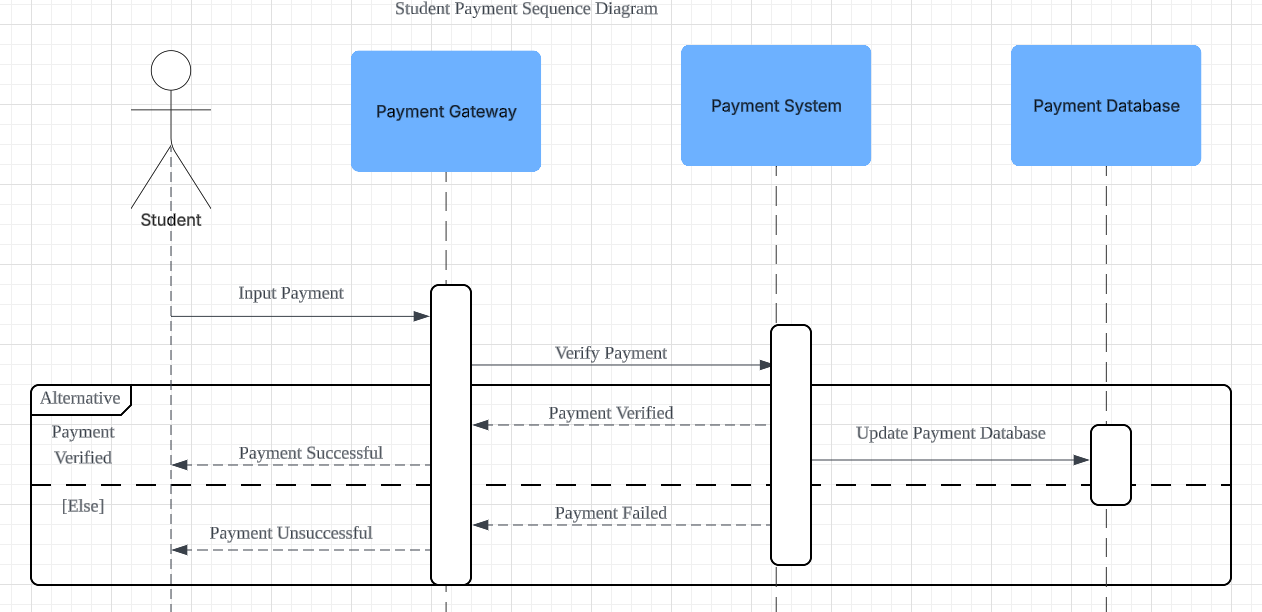 Student Payment Sequence Diagram
Payment Gateway
Payment System
Payment Database
Student
Input Payment
Verify Payment
Alternative
Payment
Verified
Payment Verified
Update Payment Database
Payment Successful
[Else]
Payment Failed
Payment Unsuccessful